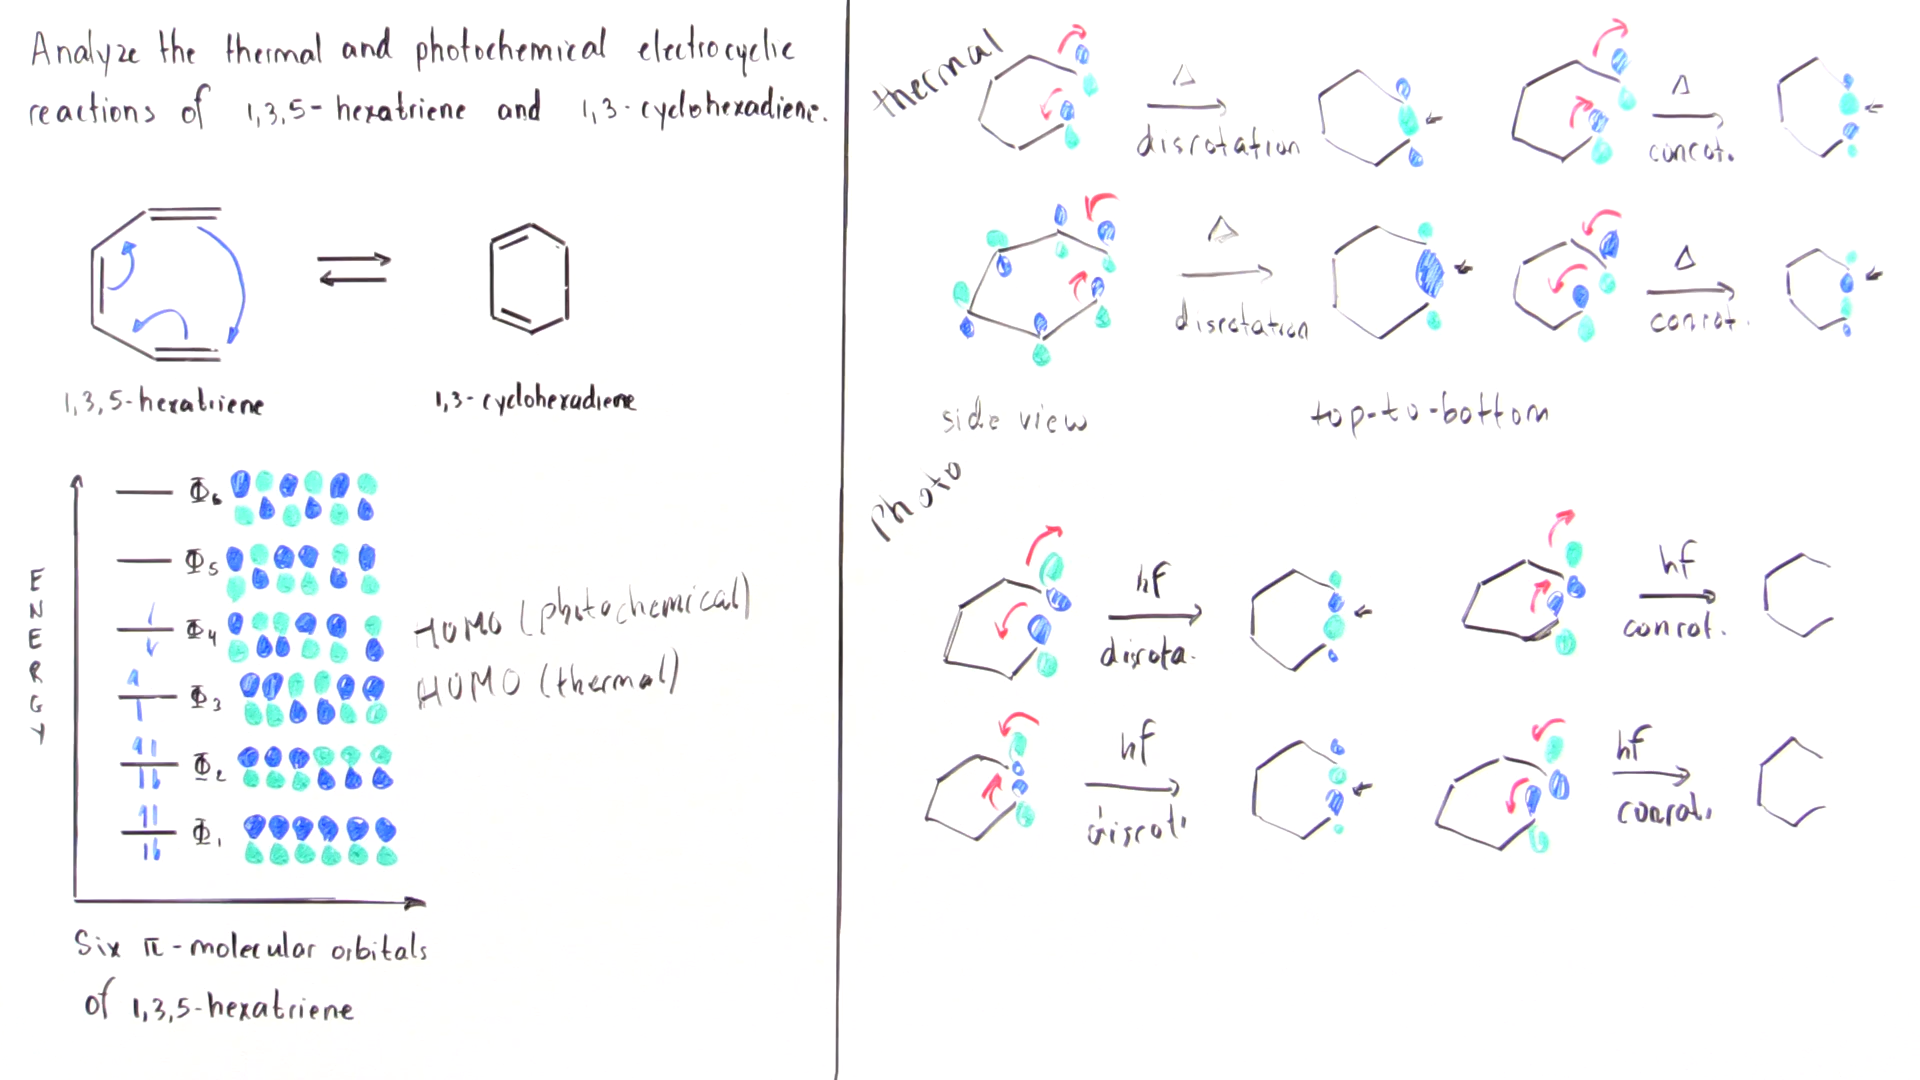 Analyze the thermal and photochemical electrocyclic
reactions of 1,3,5-hexatriene and 1,3-cyclohexadiene.
1,3,5-hexatriene
1,3-cyclohexadiene
ENERGY
Φ6
Φ5
Φ4
HOMO (photochemical)
Φ3
HOMO (thermal)
Φ2
Φ1
Six π-molecular orbitals
of 1,3,5-hexatriene
thermal
Δ
disrotation
Δ
conrot.
Δ
disrotation
Δ
conrot.
side view
top-to-bottom
Photo
hf
disrota.
hf
conrot.
hf
disrot.
hf
conrot.